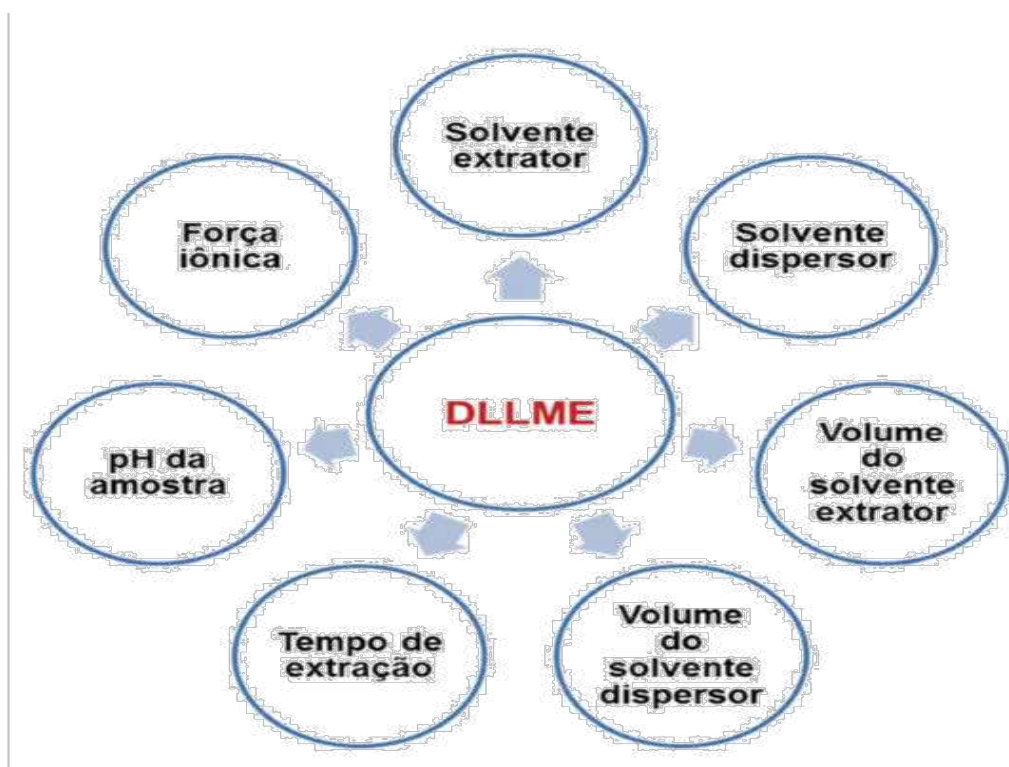 Solvente
extrator
Solvente
dispersor
Volume
do
solvente
extrator
Volume
do
solvente
dispersor
Tempo de
extração
pH da
amostra
Força
iônica
DLLME